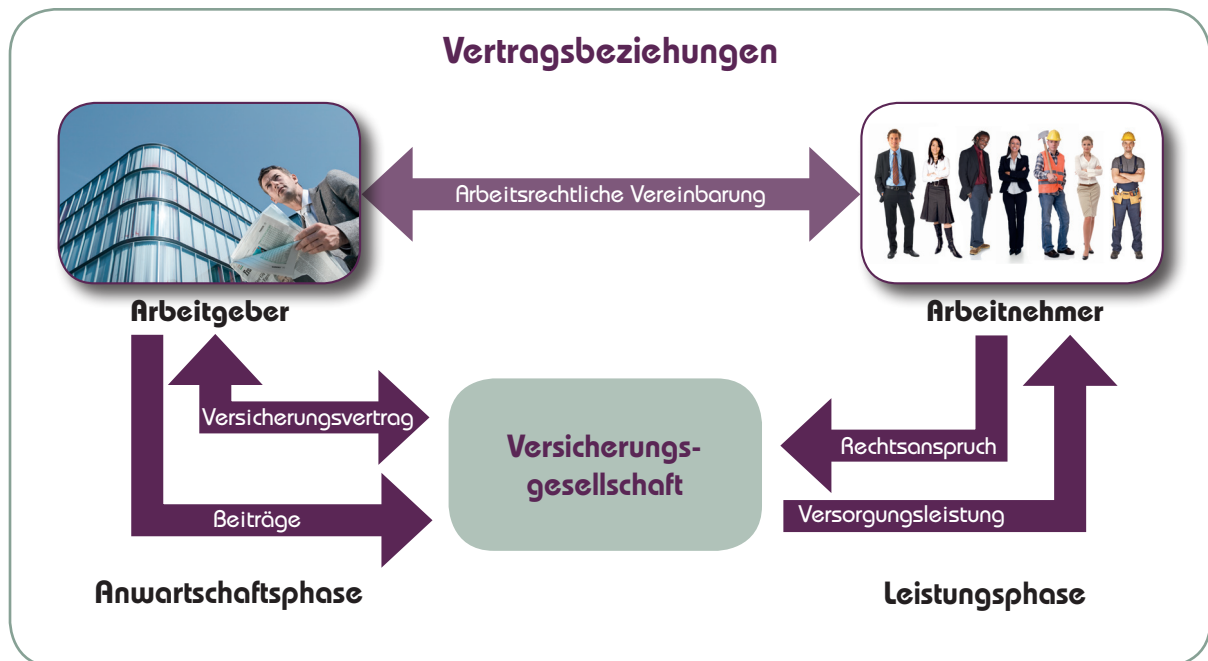 Vertragsbeziehungen
Arbeitsrechtliche Vereinbarung
Arbeitgeber
Arbeitnehmer
Versicherungsvertrag
Versicherungs-
gesellschaft
Rechtsanspruch
Beiträge
Versorgungsleistung
Anwartschaftsphase
Leistungsphase